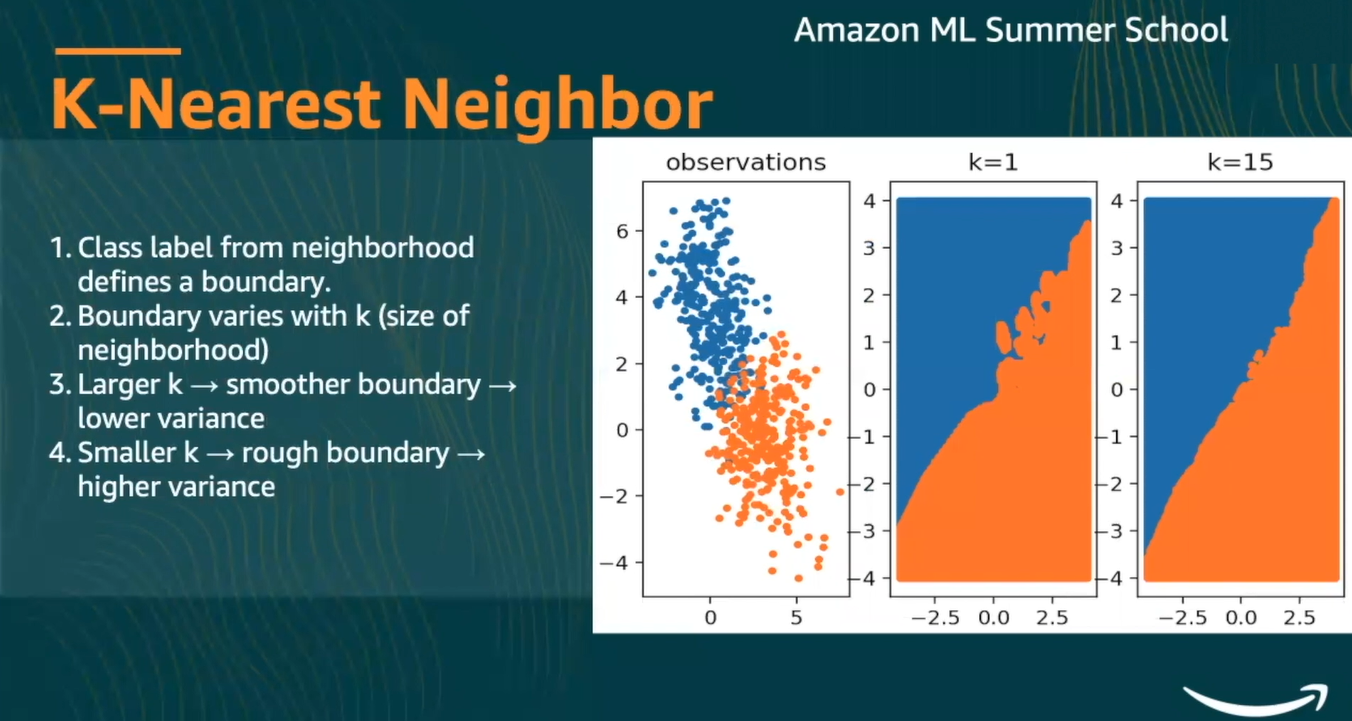 Amazon ML Summer School
K-Nearest Neighbor
1. Class label from neighborhood
defines a boundary.
2. Boundary varies with k (size of
neighborhood)
3. Larger k → smoother boundary →
lower variance
4. Smaller k → rough boundary →
higher variance
observations
6
4
2
0
−2
−4
0 5
k=1
4
3
2
1
0
−1
−2
−3
−4
−2.5 0.0 2.5
k=15
4
3
2
1
0
−1
−2
−3
−4
−2.5 0.0 2.5